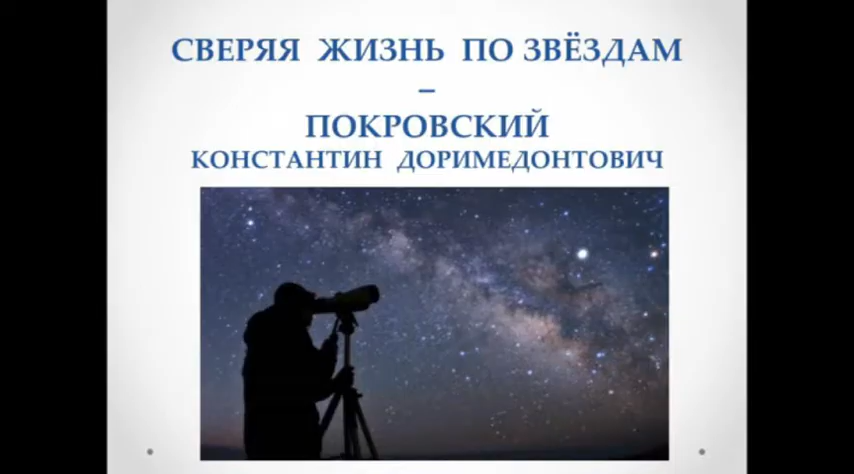 СВЕРЯЯ ЖИЗНЬ ПО ЗВЁЗДАМ
–
ПОКРОВСКИЙ
КОНСТАНТИН ДОРИМЕДОНТОВИЧ